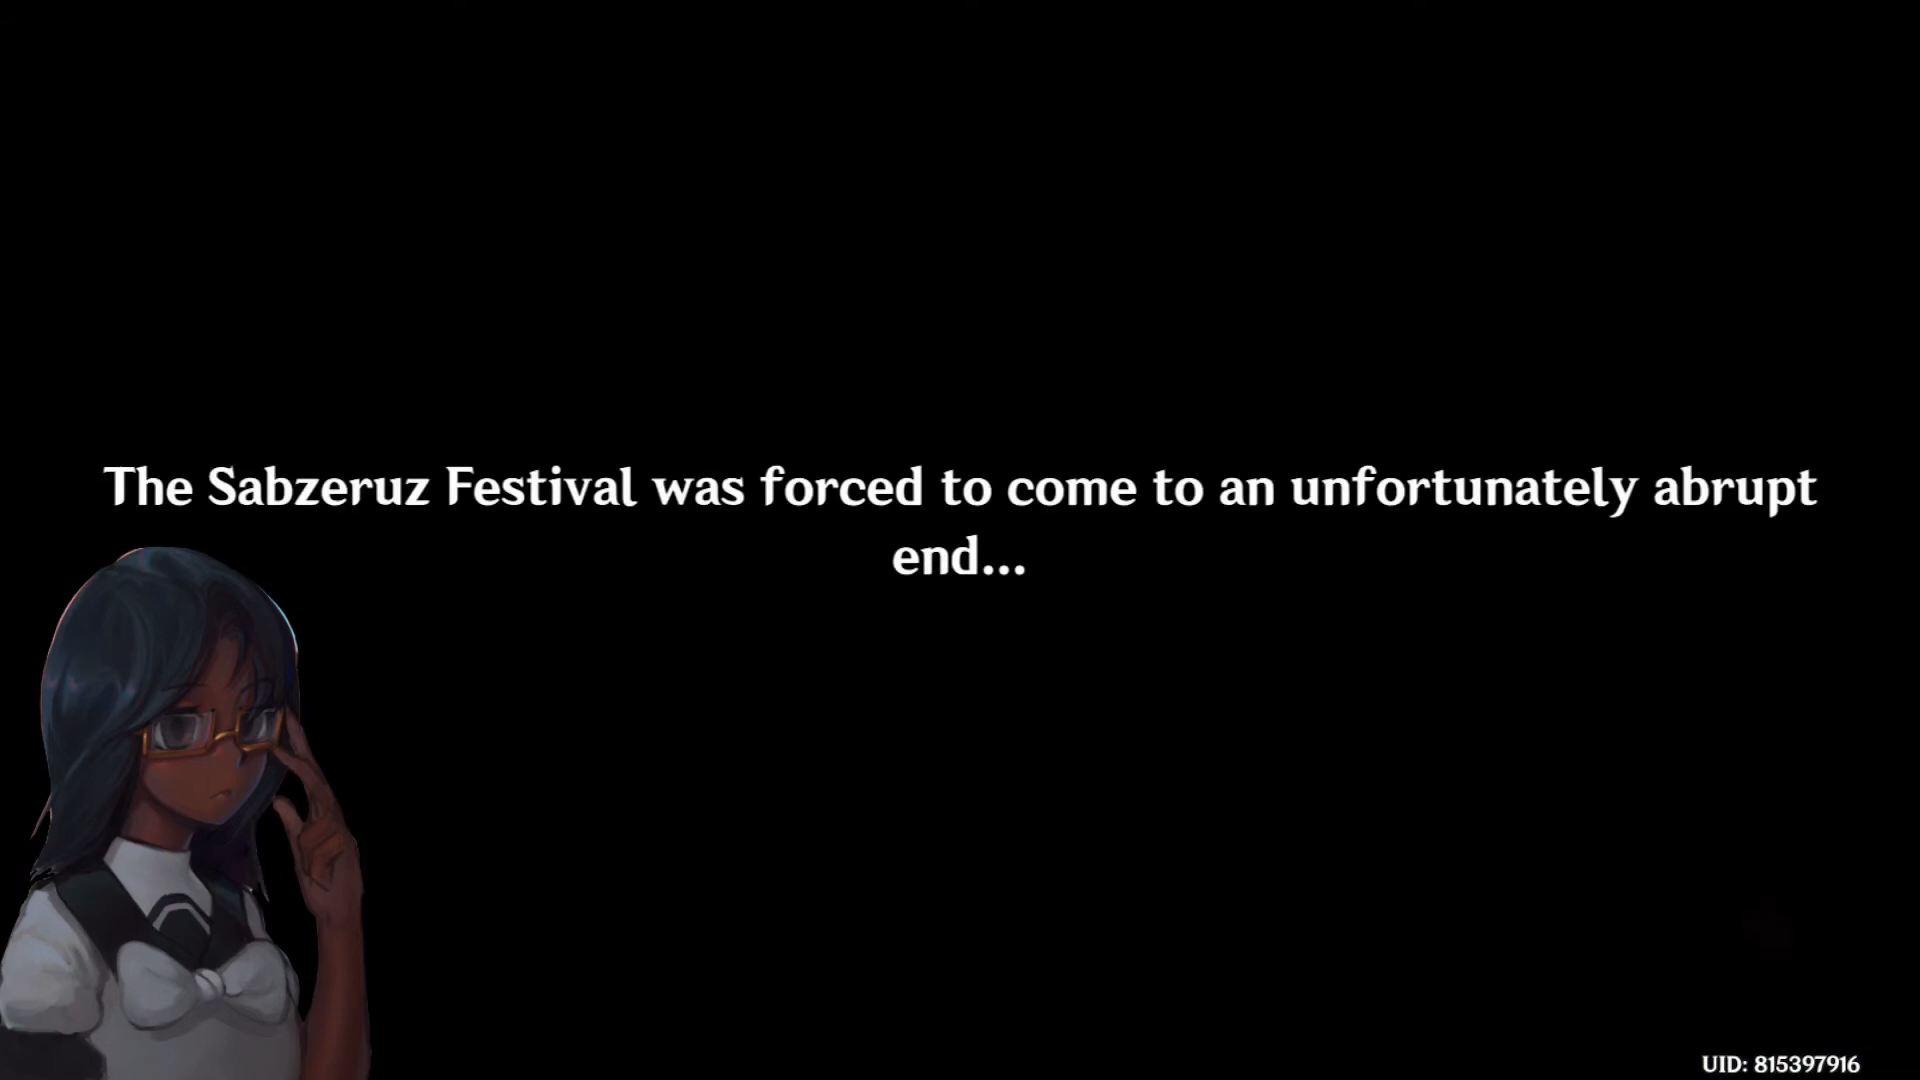 The Sabzeruz Festival was forced to come to an unfortunately abrupt
end...
UID: 815397916